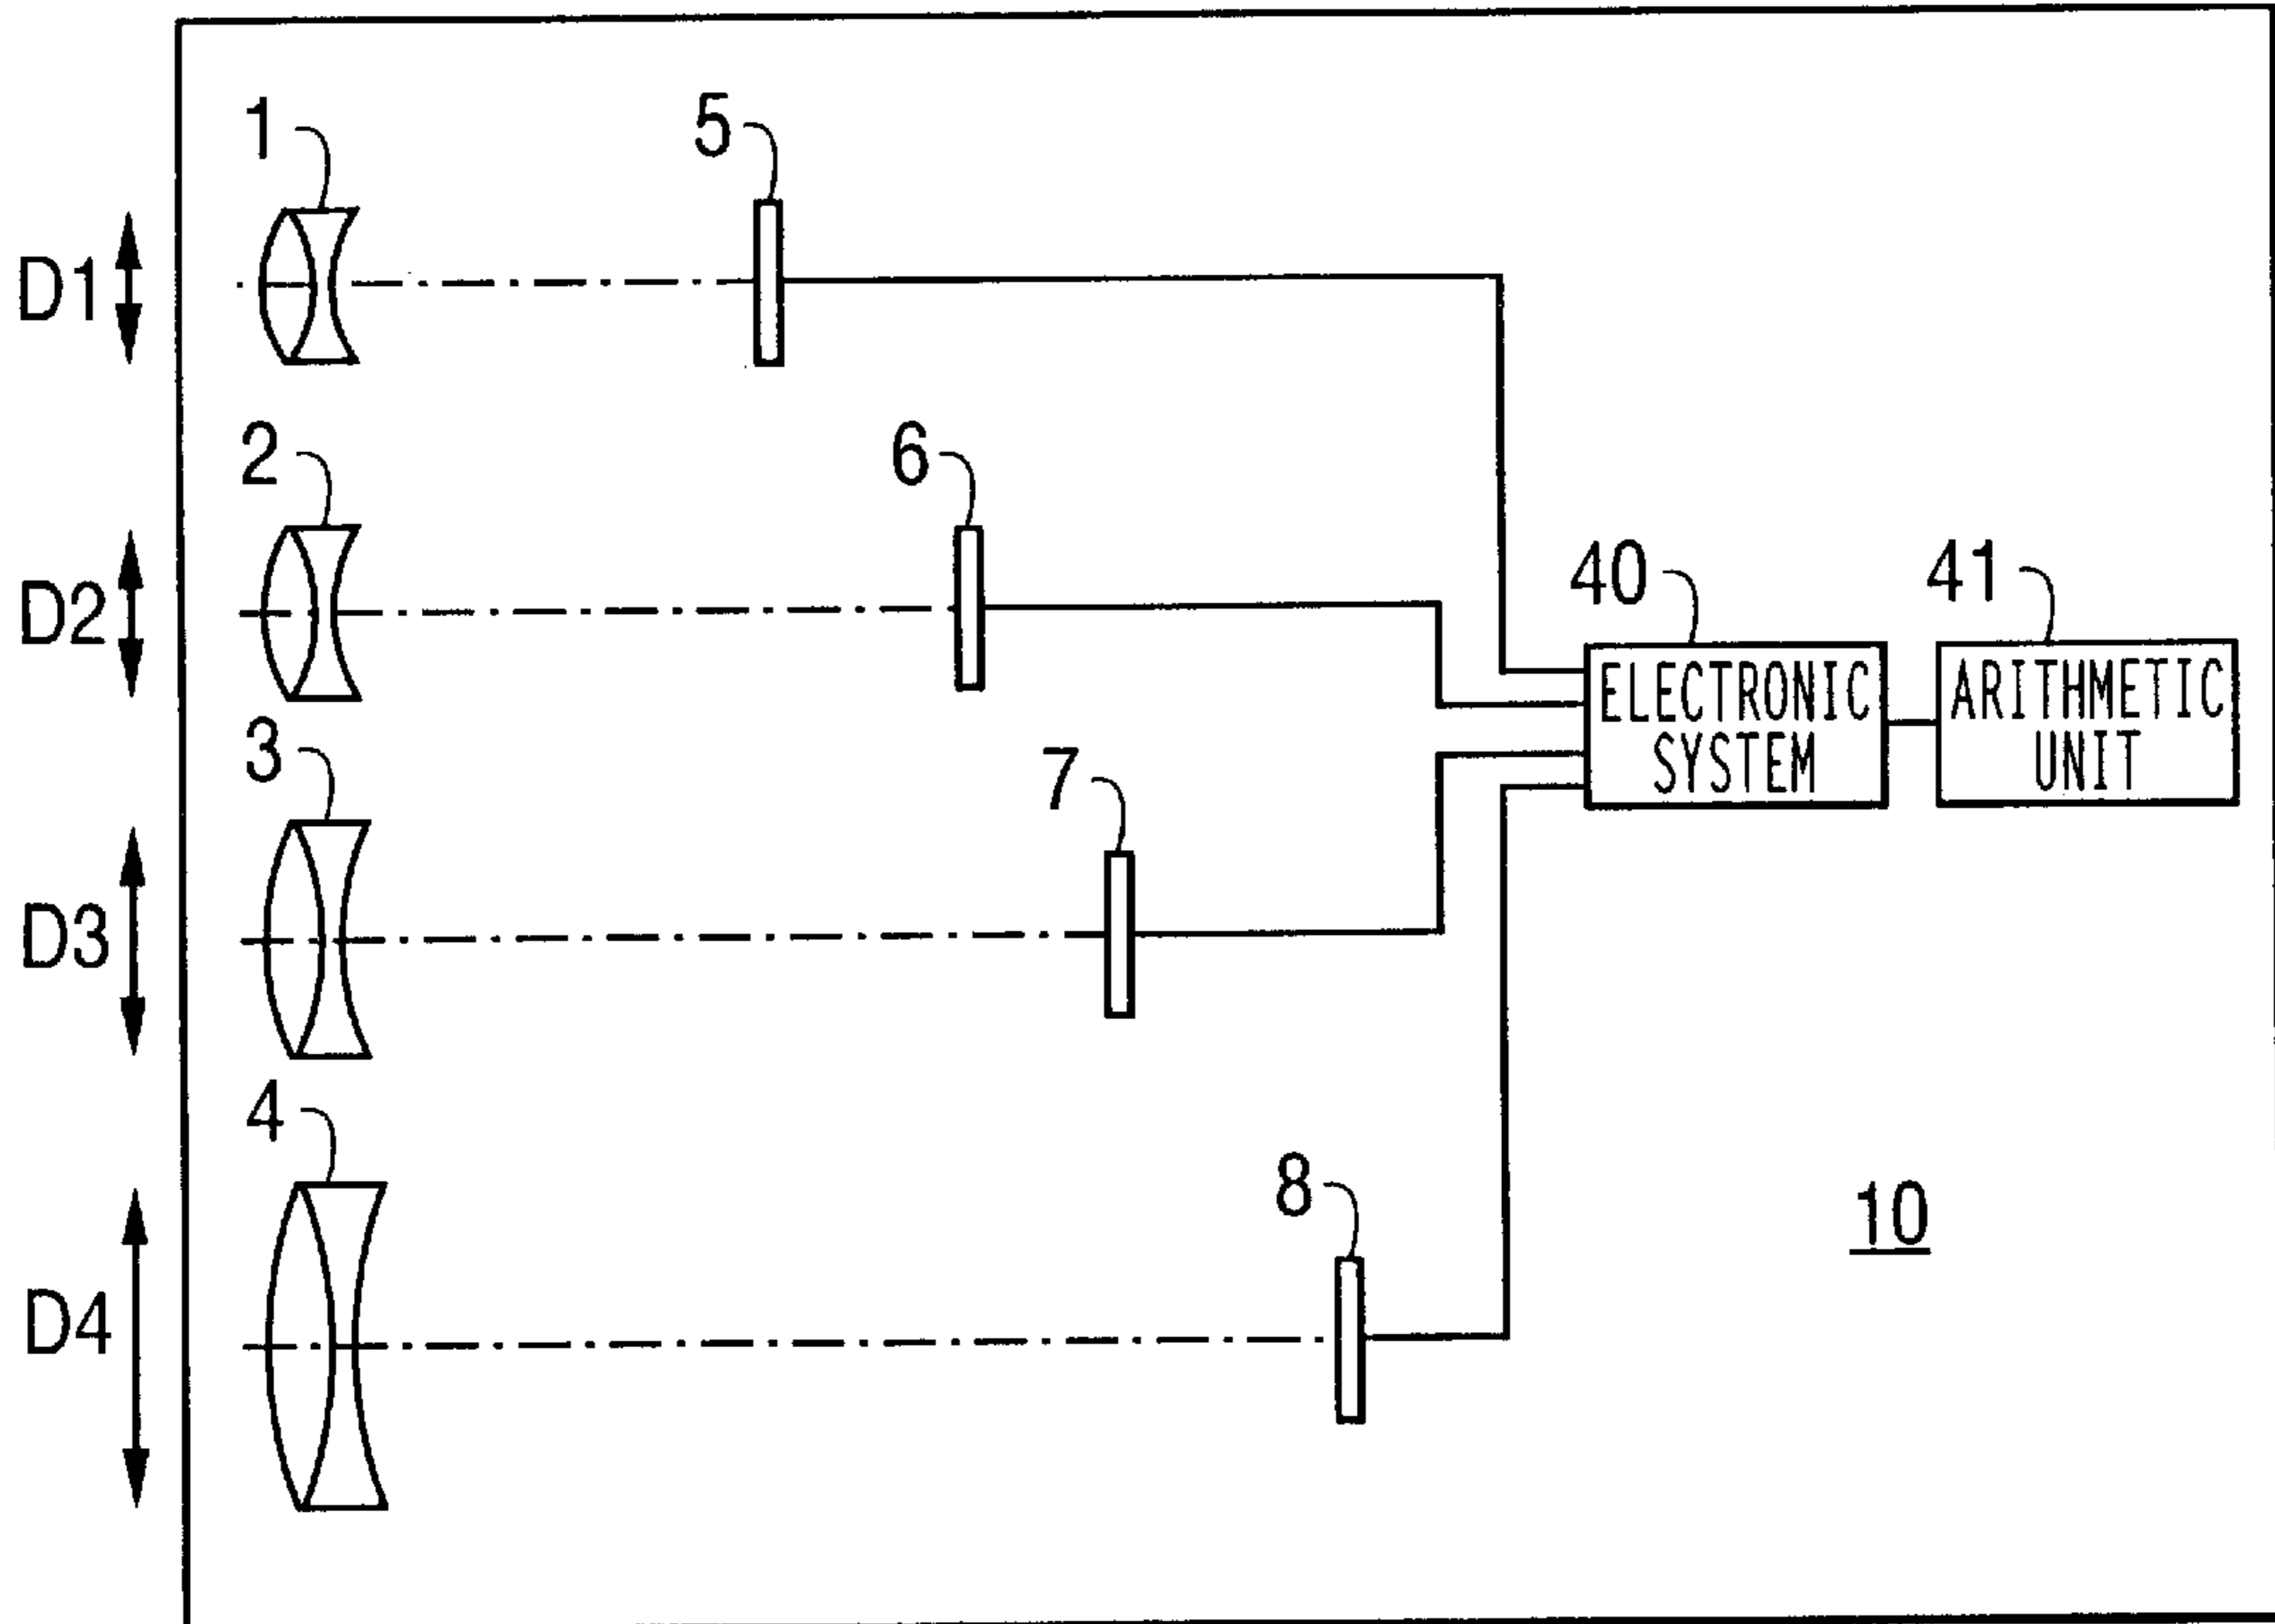 1
5
D1
2
6
D2
40
41
ELECTRONIC
SYSTEM
ARITHMETIC
UNIT
3
7
D3
4
8
10
D4